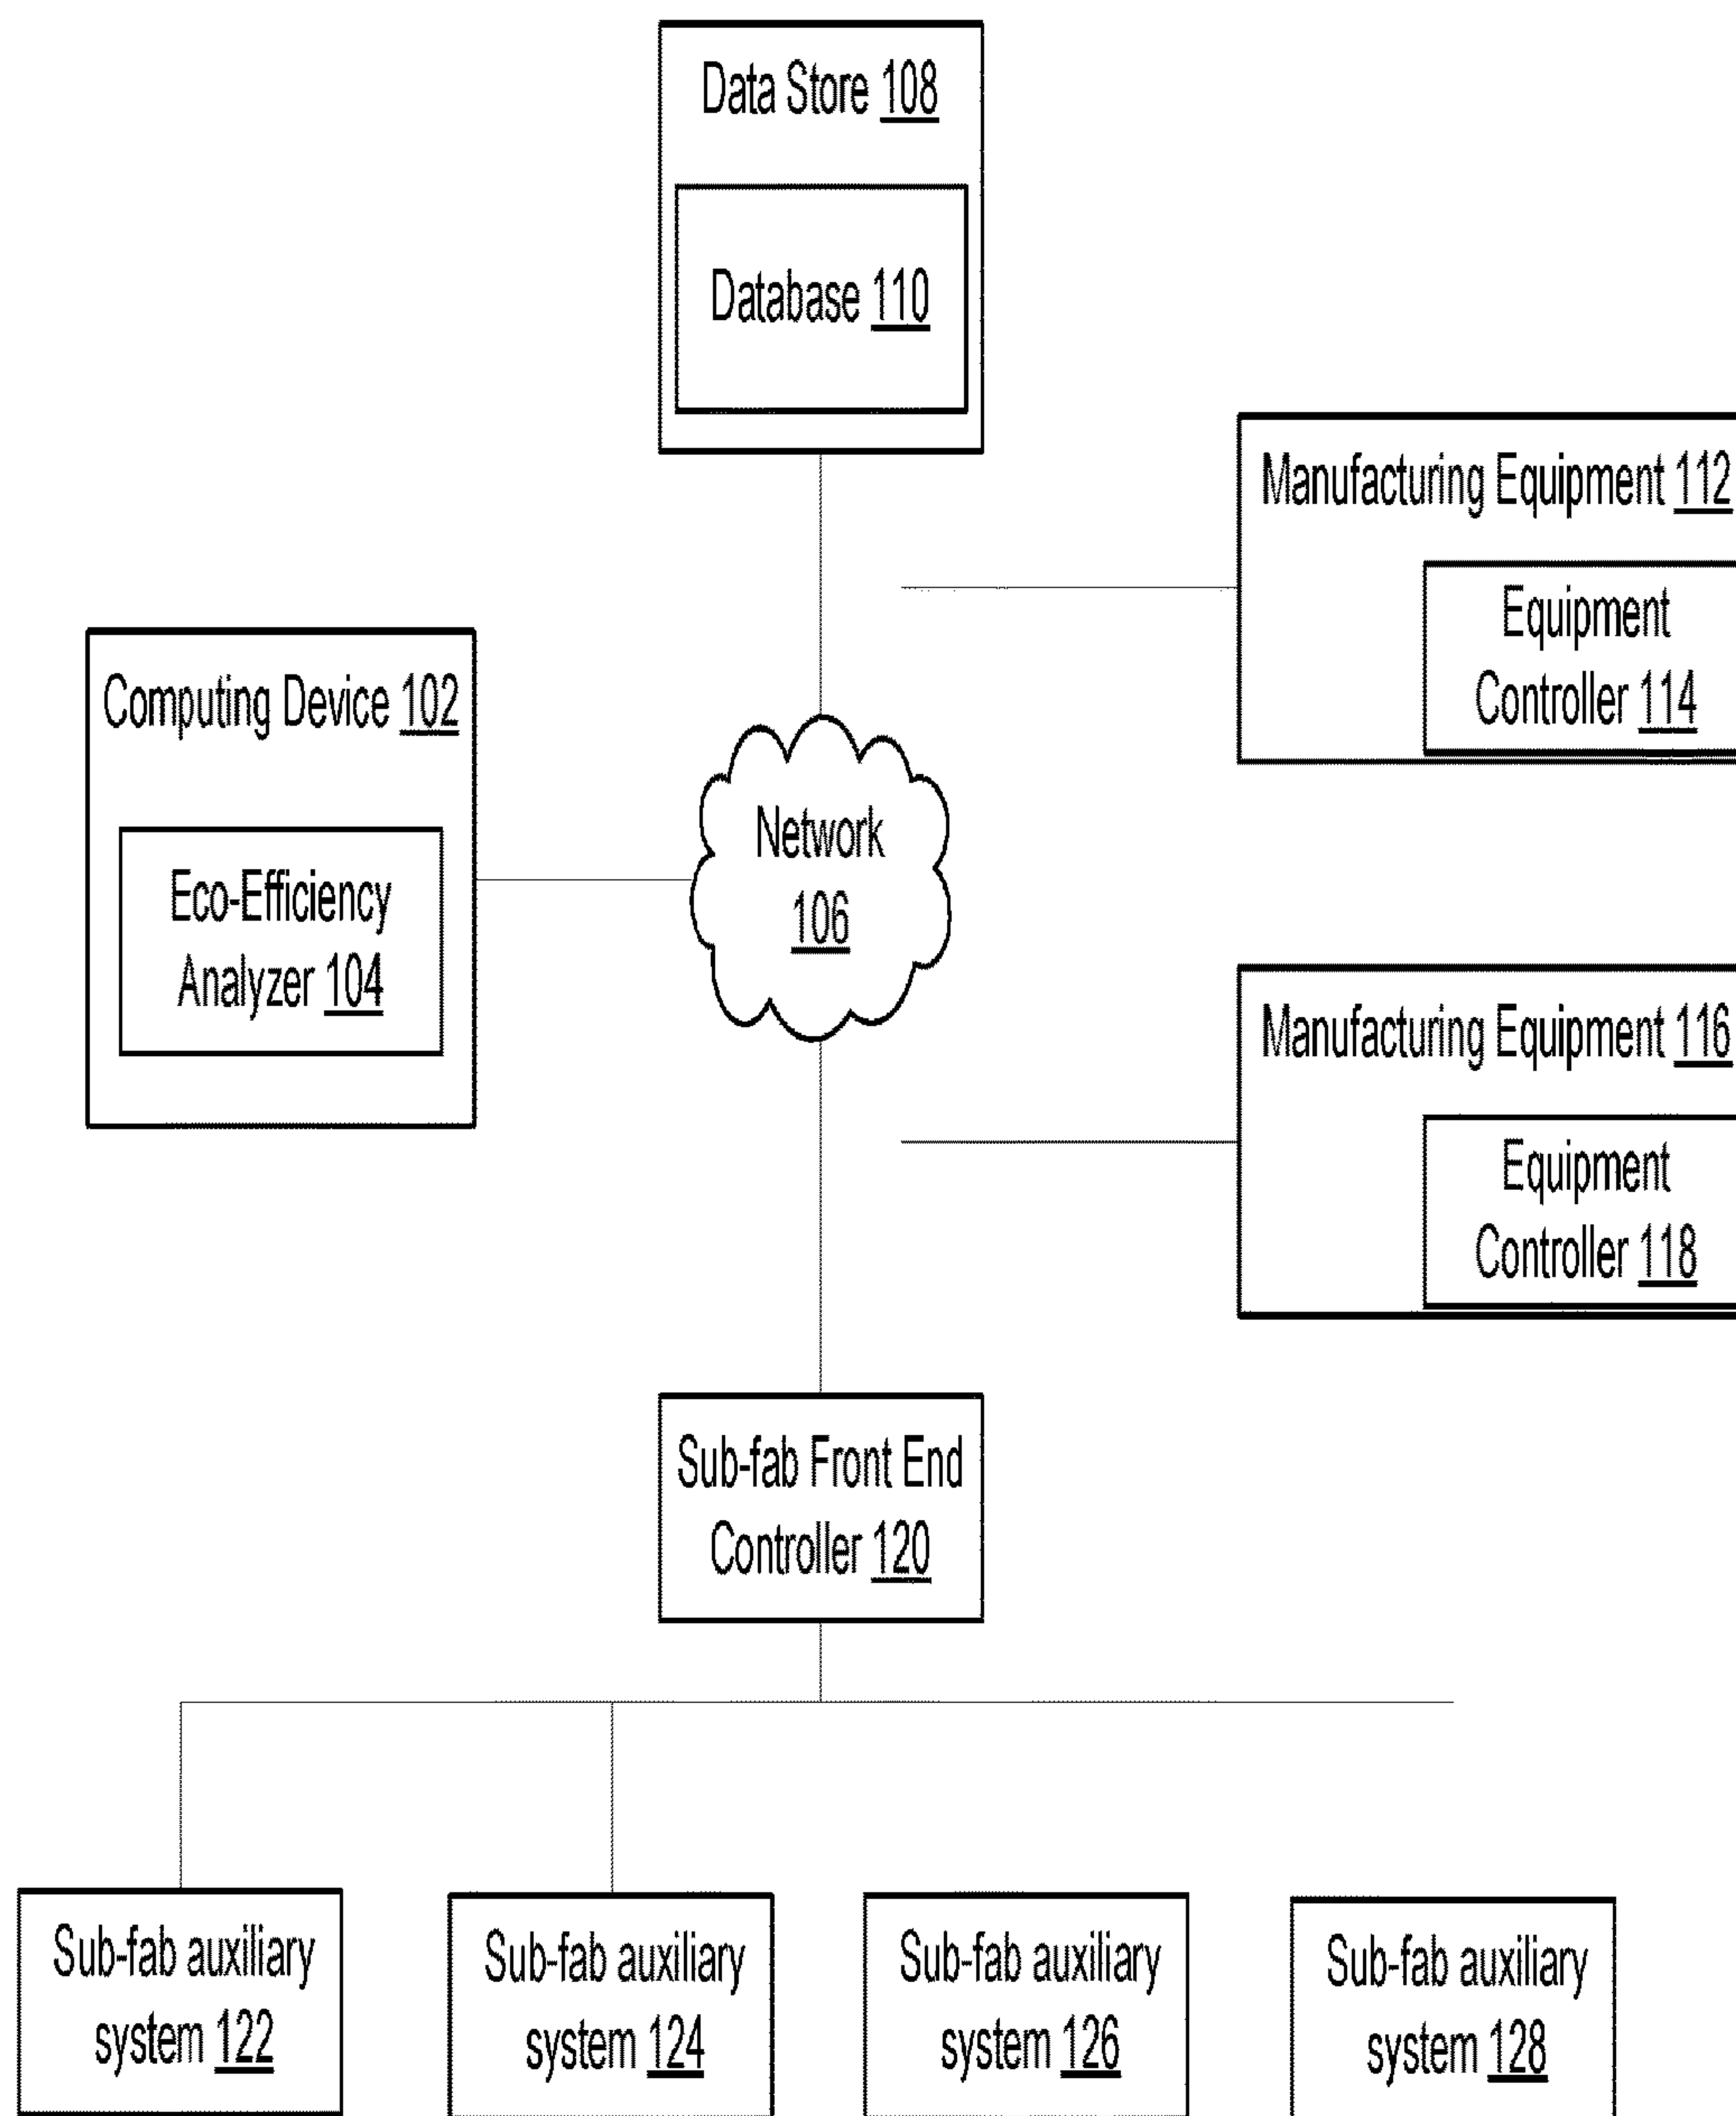 Data Store 108
Database 110
Manufacturing Equipment 112
Equipment
Controller 114
Computing Device 102
Eco-Efficiency
Analyzer 104
Network
106
Manufacturing Equipment 116
Equipment
Controller 118
Sub-fab Front End
Controller 120
Sub-fab auxiliary
system 122
Sub-fab auxiliary
system 124
Sub-fab auxiliary
system 126
Sub-fab auxiliary
system 128